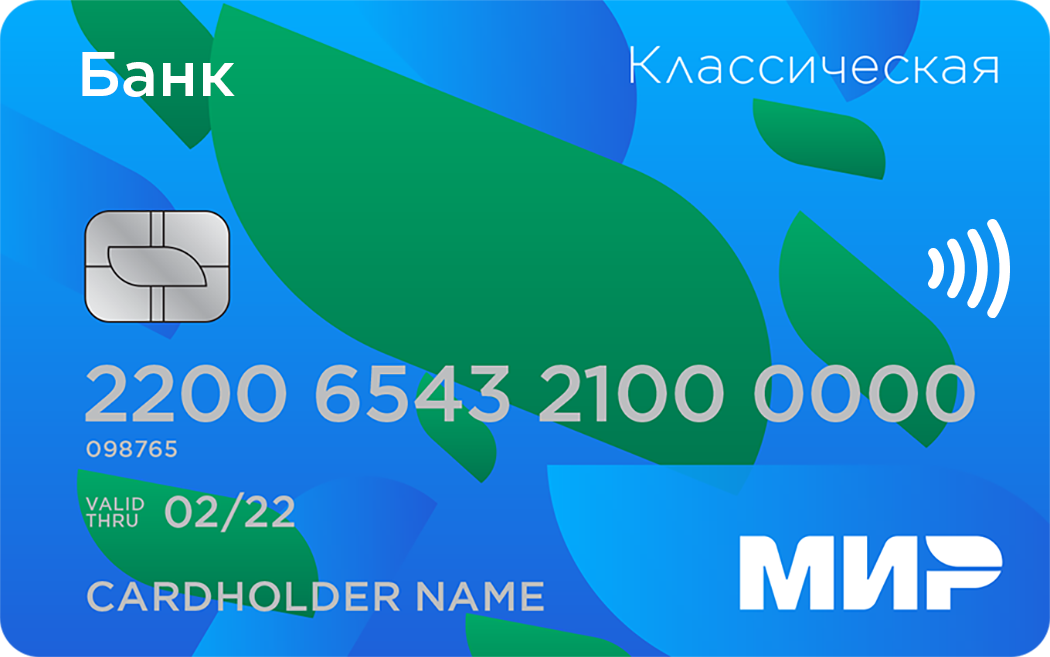 Банк
Классическая
2200 6543 2100 0000
098765
VALID
THRU 02/22
CARDHOLDER NAME
МИР